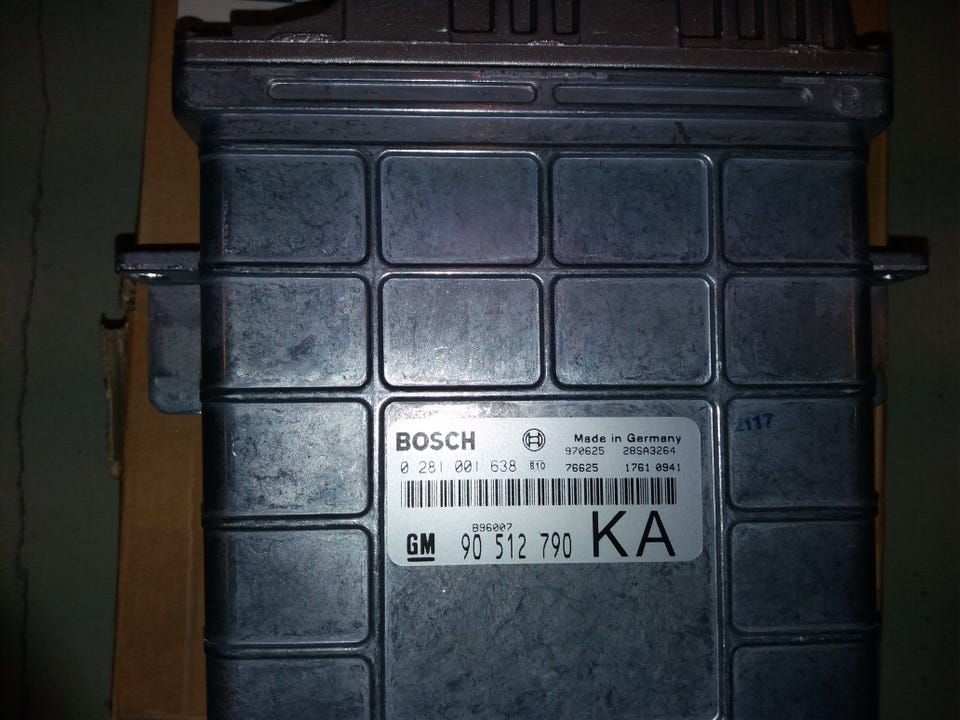 BOSCH Made in Germany
970625 28SA3264
0 281 001 638 B10 76625 1761 0941
B96007
GM 90 512 790 KA
2117